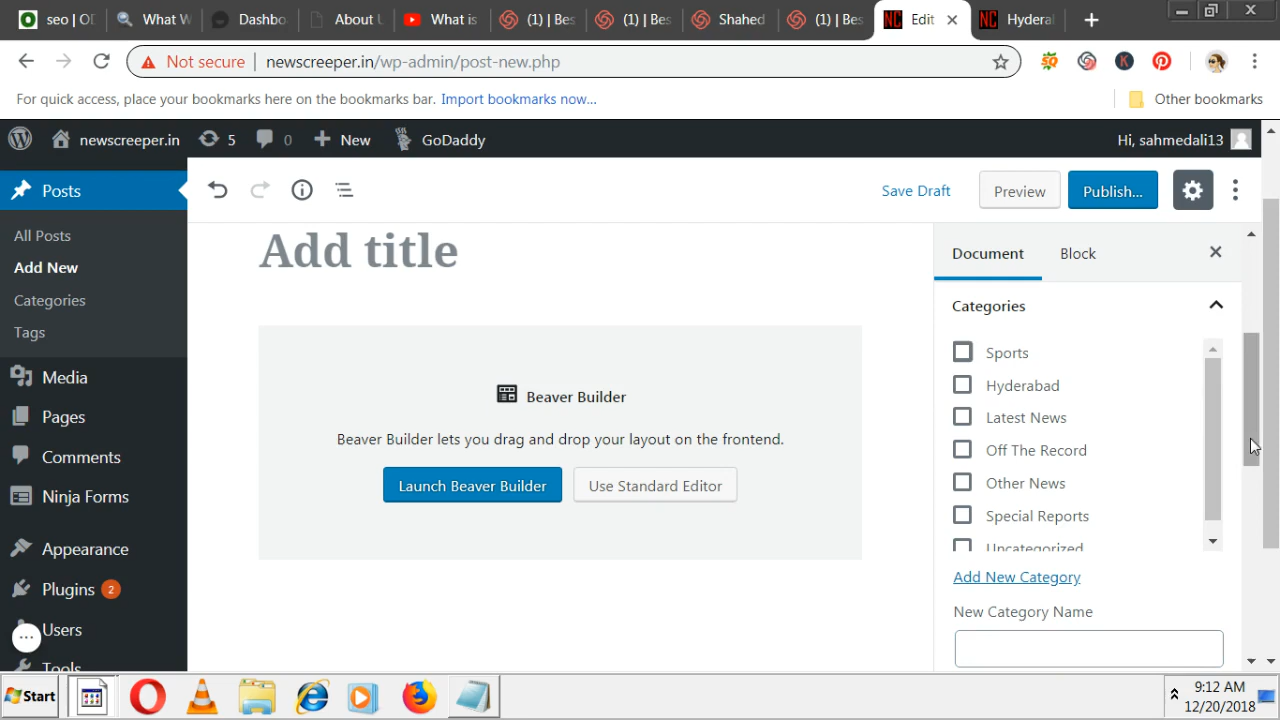 seo | O
What W
Dashbo
About U
What is
(1) | Bes
(1) | Bes
Shahed
(1) | Bes
Edit
Hyderal
Not secure | newscreeper.in/wp-admin/post-new.php
For quick access, place your bookmarks here on the bookmarks bar. Import bookmarks now...
Other bookmarks
newscreeper.in
5
0
New
GoDaddy
Hi, sahmedali13
Posts
All Posts
Add New
Categories
Tags
Media
Pages
Comments
Ninja Forms
Appearance
Plugins 2
Users
Tools
Save Draft
Preview
Publish...
Add title
Beaver Builder
Beaver Builder lets you drag and drop your layout on the frontend.
Launch Beaver Builder
Use Standard Editor
Document
Block
Categories
Sports
Hyderabad
Latest News
Off The Record
Other News
Special Reports
Uncategorized
Add New Category
New Category Name
Start
9:12 AM
12/20/2018